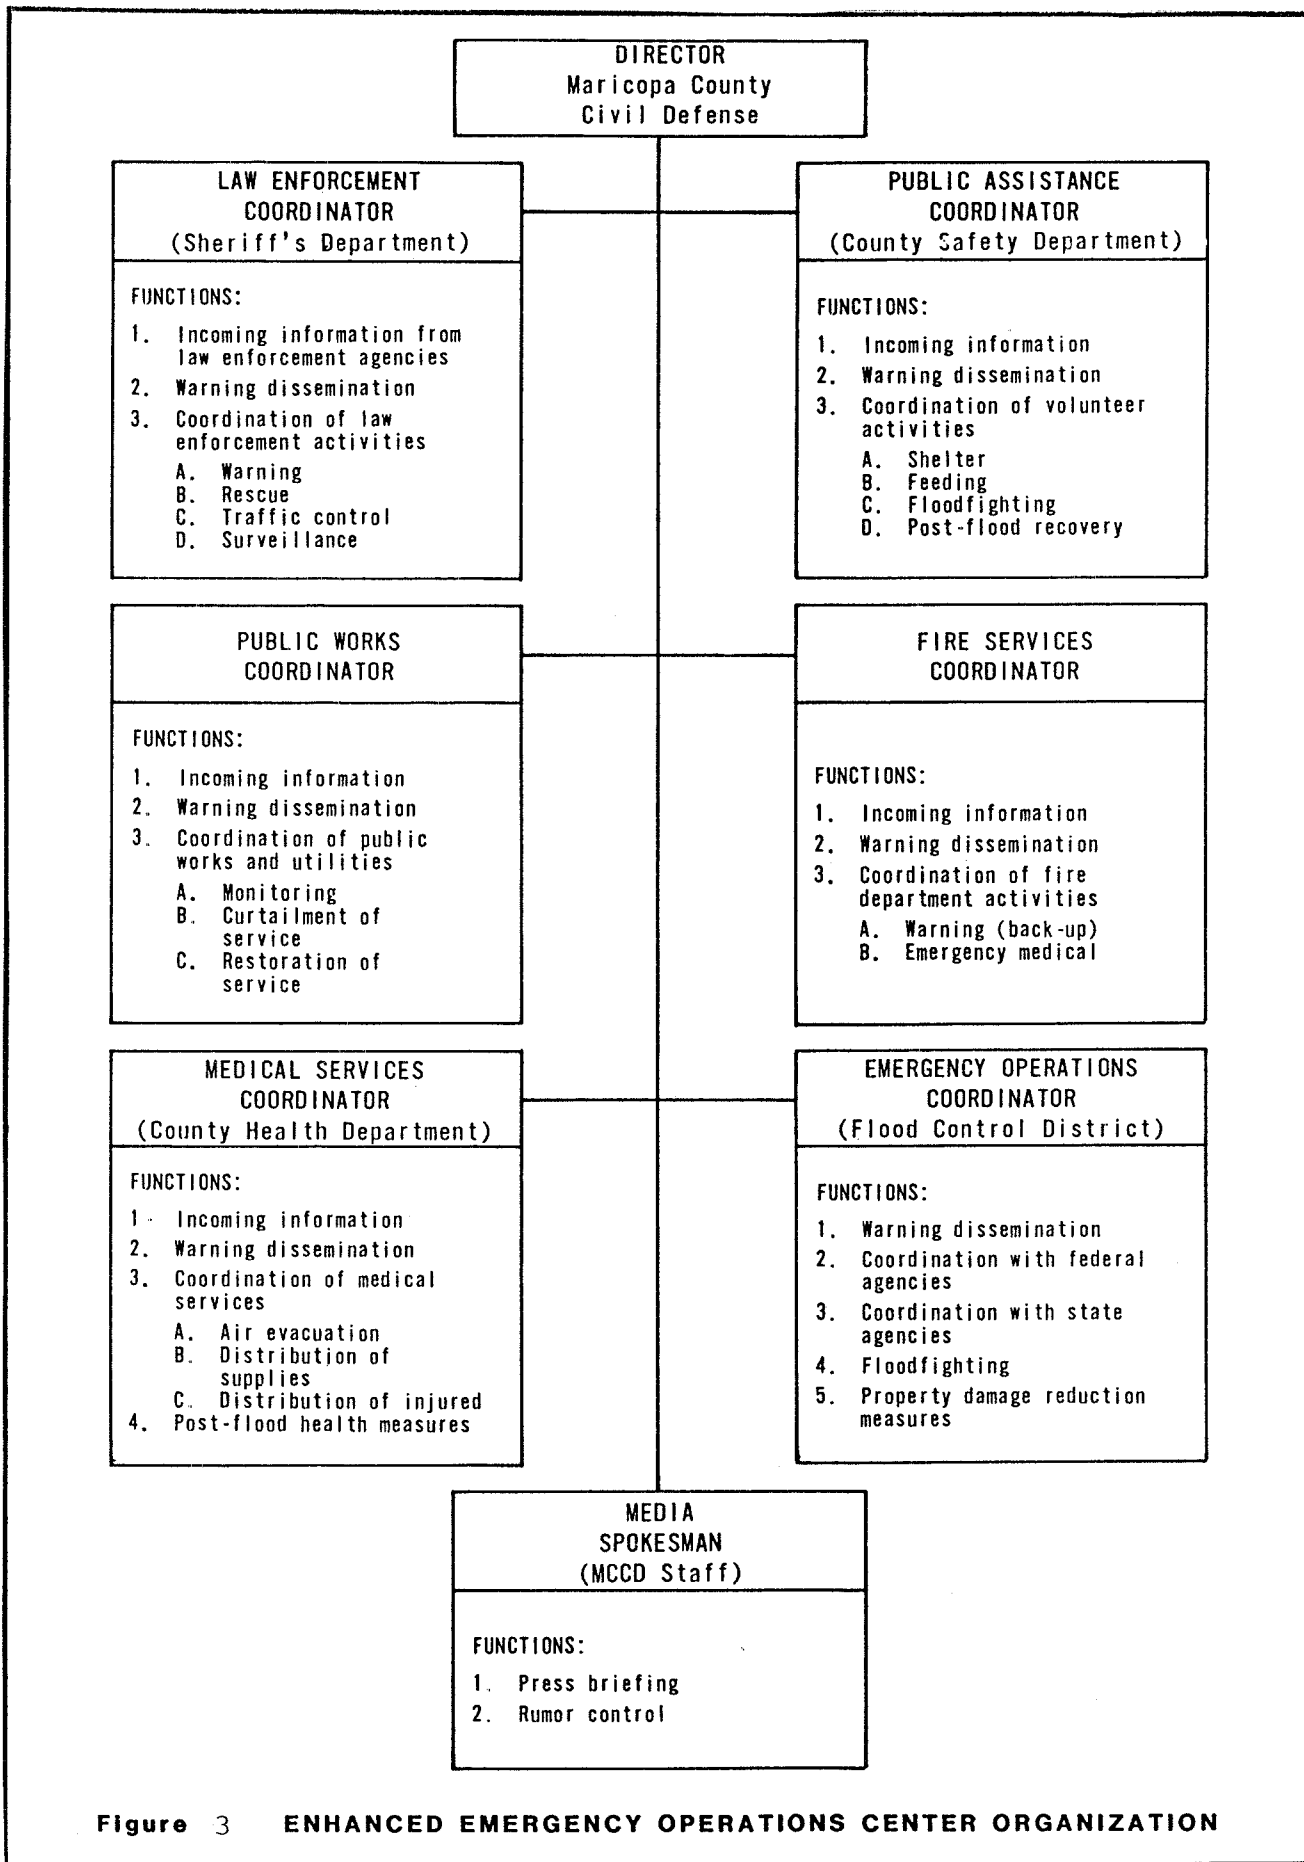 DIRECTOR
Maricopa County
Civil Defense
LAW ENFORCEMENT
COORDINATOR
(Sheriff's Department)
FUNCTIONS:
1. Incoming information from
law enforcement agencies
2. Warning dissemination
3. Coordination of law
enforcement activities
A. Warning
B. Rescue
C. Traffic control
D. Surveillance
PUBLIC ASSISTANCE
COORDINATOR
(County Safety Department)
FUNCTIONS:
1. Incoming information
2. Warning dissemination
3. Coordination of volunteer
activities
A. Shelter
B. Feeding
C. Floodfighting
D. Post-flood recovery
PUBLIC WORKS
COORDINATOR
FUNCTIONS:
1. Incoming information
2. Warning dissemination
3. Coordination of public
works and utilities
A. Monitoring
B. Curtailment of
service
C. Restoration of
service
FIRE SERVICES
COORDINATOR
FUNCTIONS:
1. Incoming information
2. Warning dissemination
3. Coordination of fire
department activities
A. Warning (back-up)
B. Emergency medical
MEDICAL SERVICES
COORDINATOR
(County Health Department)
FUNCTIONS:
1. Incoming information
2. Warning dissemination
3. Coordination of medical
services
A. Air evacuation
B. Distribution of
supplies
C. Distribution of injured
4. Post-flood health measures
EMERGENCY OPERATIONS
COORDINATOR
(Flood Control District)
FUNCTIONS:
1. Warning dissemination
2. Coordination with federal
agencies
3. Coordination with state
agencies
4. Floodfighting
5. Property damage reduction
measures
MEDIA
SPOKESMAN
(MCCD Staff)
FUNCTIONS:
1. Press briefing
2. Rumor control
Figure 3 ENHANCED EMERGENCY OPERATIONS CENTER ORGANIZATION